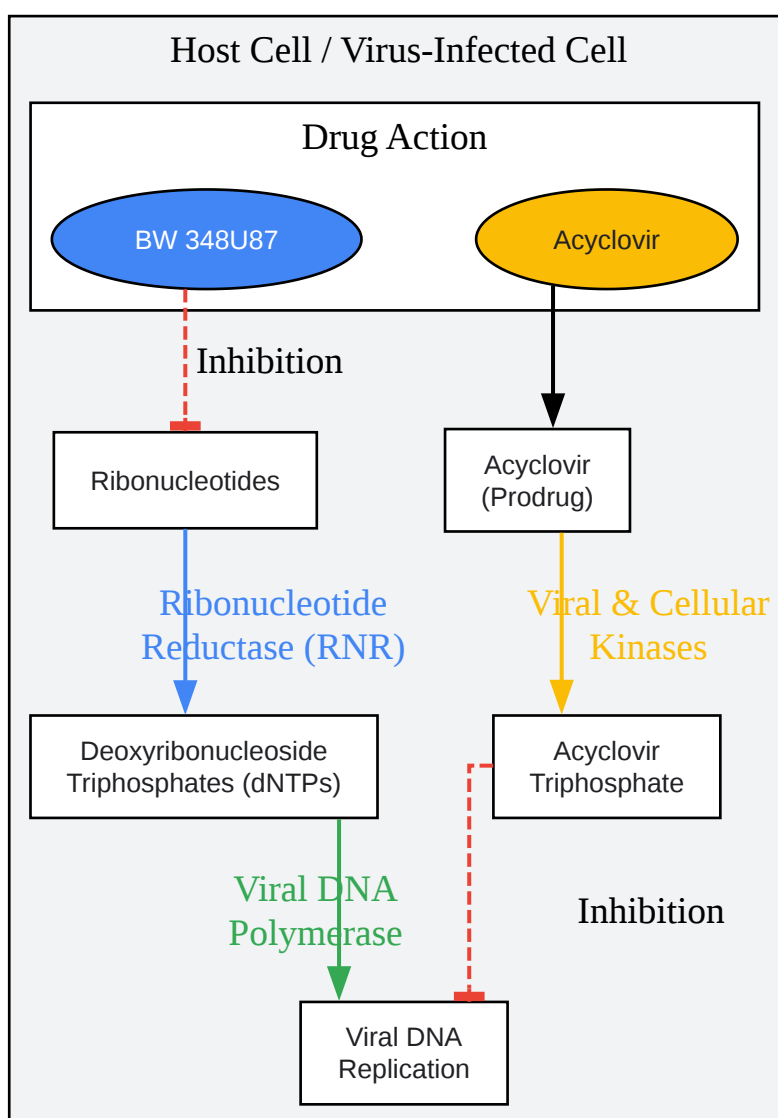 Host Cell / Virus-Infected Cell
Drug Action
BW 348U87
Acyclovir
Inhibition
Ribonucleotides
Acyclovir
(Prodrug)
Ribonucleotide
Reductase (RNR)
Viral & Cellular
Kinases
Deoxyribonucleoside
Triphosphates (dNTPs)
Acyclovir
Triphosphate
Viral DNA
Polymerase
Inhibition
Viral DNA
Replication